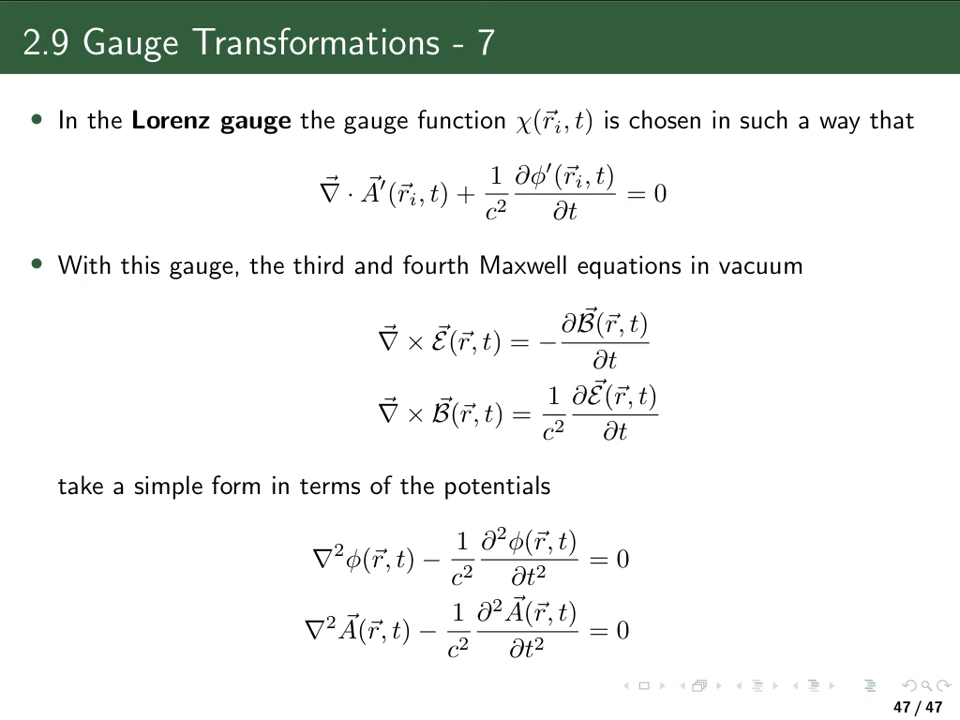 2.9 Gauge Transformations - 7
• In the Lorenz gauge the gauge function χ(r⃗ᵢ, t) is chosen in such a way that
∇⃗ · A⃗′(r⃗ᵢ, t) + (1/c²) ∂ϕ′(r⃗ᵢ, t)/∂t = 0
• With this gauge, the third and fourth Maxwell equations in vacuum
∇⃗ × ℰ⃗(r⃗, t) = −∂ℬ⃗(r⃗, t)/∂t
∇⃗ × ℬ⃗(r⃗, t) = (1/c²) ∂ℰ⃗(r⃗, t)/∂t
take a simple form in terms of the potentials
∇²ϕ(r⃗, t) − (1/c²) ∂²ϕ(r⃗, t)/∂t² = 0
∇²A⃗(r⃗, t) − (1/c²) ∂²A⃗(r⃗, t)/∂t² = 0
47 / 47